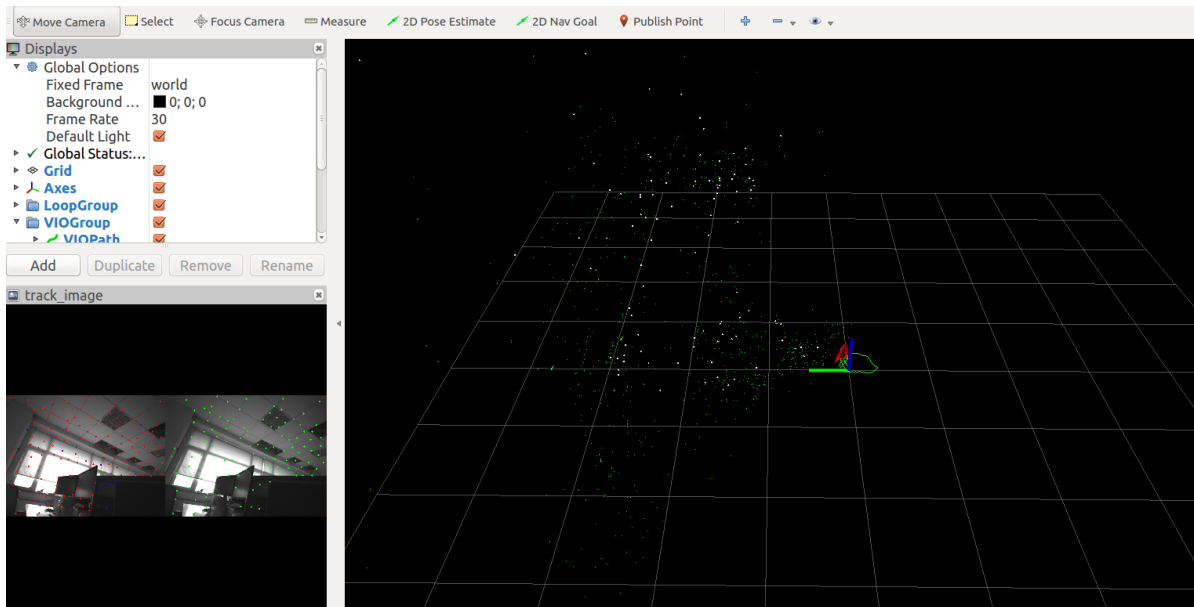 Move Camera Select Focus Camera Measure 2D Pose Estimate 2D Nav Goal Publish Point
Displays
Global Options
Fixed Frame world
Background ... 0; 0; 0
Frame Rate 30
Default Light
Global Status:...
Grid
Axes
LoopGroup
VIOGroup
VIOPath
Add Duplicate Remove Rename
track_image